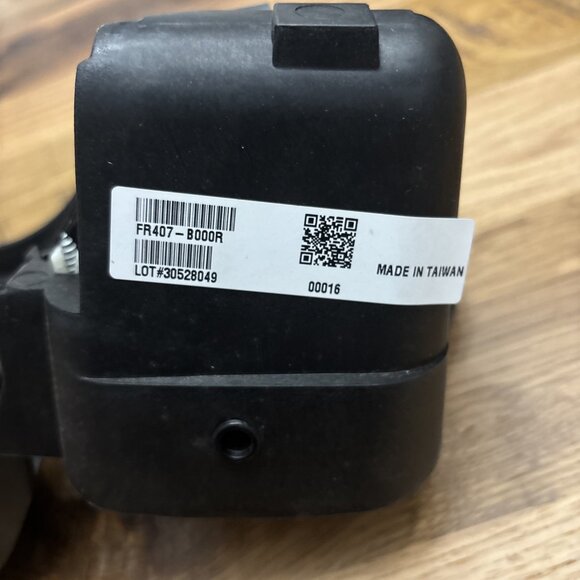 FR407-B000R
LOT#30528049
00016
MADE IN TAIWAN